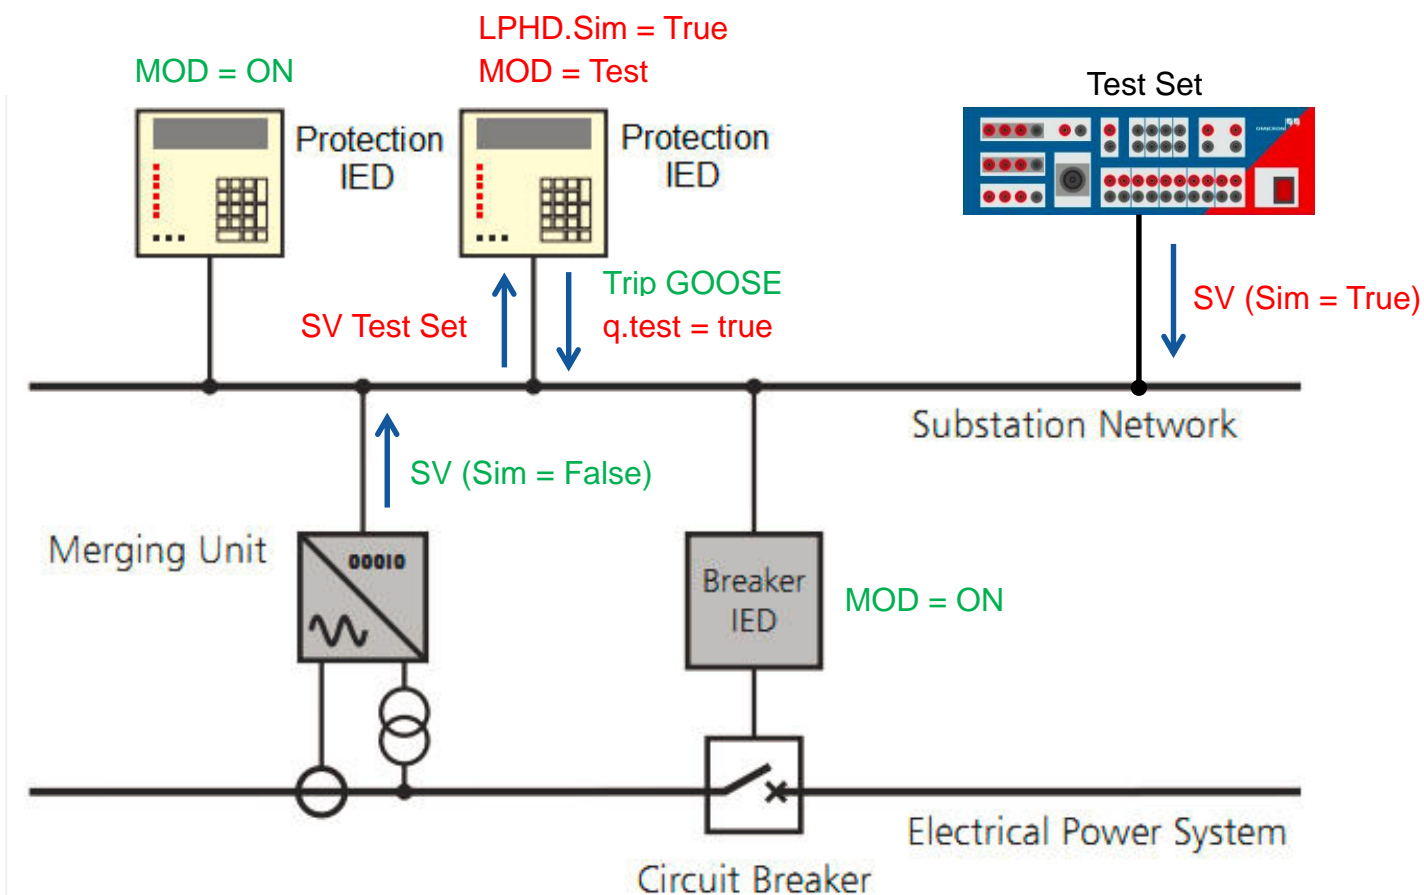 LPHD.Sim = True
MOD = ON
MOD = Test
Test Set
Protection
IED
Protection
IED
OMICRON
Trip GOOSE
SV Test Set
q.test = true
SV (Sim = True)
Substation Network
SV (Sim = False)
Merging Unit
00010
Breaker
IED
MOD = ON
Electrical Power System
Circuit Breaker